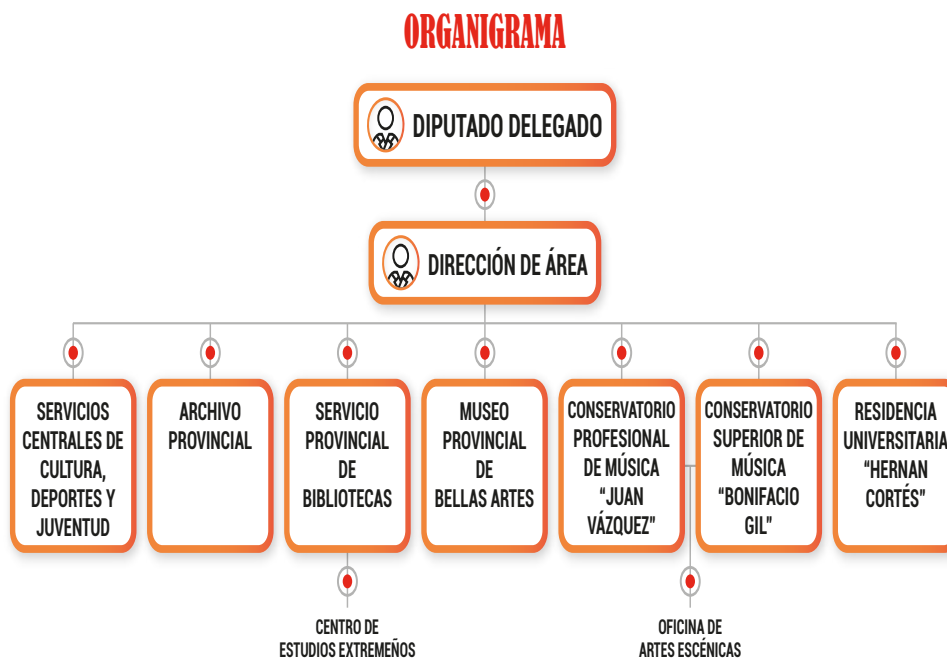 ORGANIGRAMA
DIPUTADO DELEGADO
DIRECCIÓN DE ÁREA
SERVICIOS
CENTRALES DE
CULTURA,
DEPORTES Y
JUVENTUD
ARCHIVO
PROVINCIAL
SERVICIO
PROVINCIAL
DE
BIBLIOTECAS
MUSEO
PROVINCIAL
DE
BELLAS ARTES
CONSERVATORIO
PROFESIONAL
DE MÚSICA
“JUAN
VÁZQUEZ”
CONSERVATORIO
SUPERIOR DE
MÚSICA
“BONIFACIO
GIL”
RESIDENCIA
UNIVERSITARIA
“HERNAN
CORTÉS”
CENTRO DE
ESTUDIOS EXTREMEÑOS
OFICINA DE
ARTES ESCÉNICAS